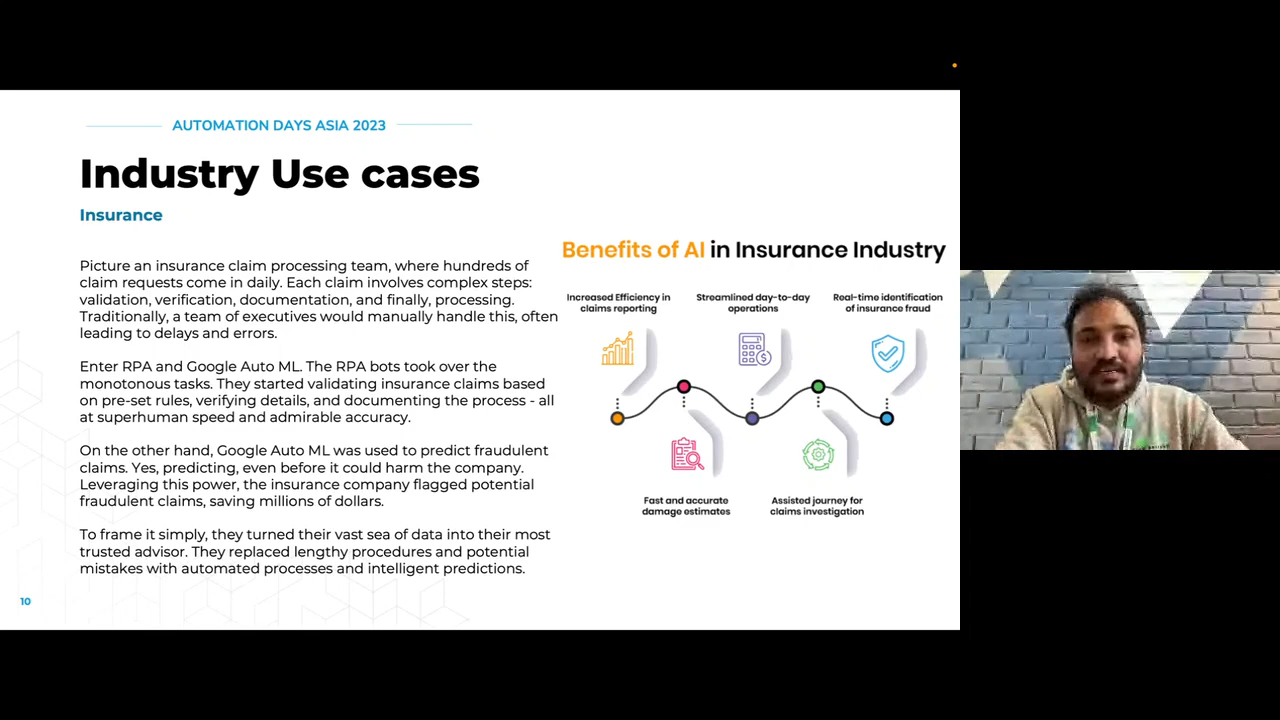 AUTOMATION DAYS ASIA 2023
Industry Use cases
Insurance
Picture an insurance claim processing team, where hundreds of
claim requests come in daily. Each claim involves complex steps:
validation, verification, documentation, and finally, processing.
Traditionally, a team of executives would manually handle this, often
leading to delays and errors.
Enter RPA and Google Auto ML. The RPA bots took over the
monotonous tasks. They started validating insurance claims based
on pre-set rules, verifying details, and documenting the process - all
at superhuman speed and admirable accuracy.
On the other hand, Google Auto ML was used to predict fraudulent
claims. Yes, predicting, even before it could harm the company.
Leveraging this power, the insurance company flagged potential
fraudulent claims, saving millions of dollars.
To frame it simply, they turned their vast sea of data into their most
trusted advisor. They replaced lengthy procedures and potential
mistakes with automated processes and intelligent predictions.
10
Benefits of AI in Insurance Industry
Increased Efficiency in
claims reporting
Streamlined day-to-day
operations
Real-time identification
of insurance fraud
Fast and accurate
damage estimates
Assisted journey for
claims investigation